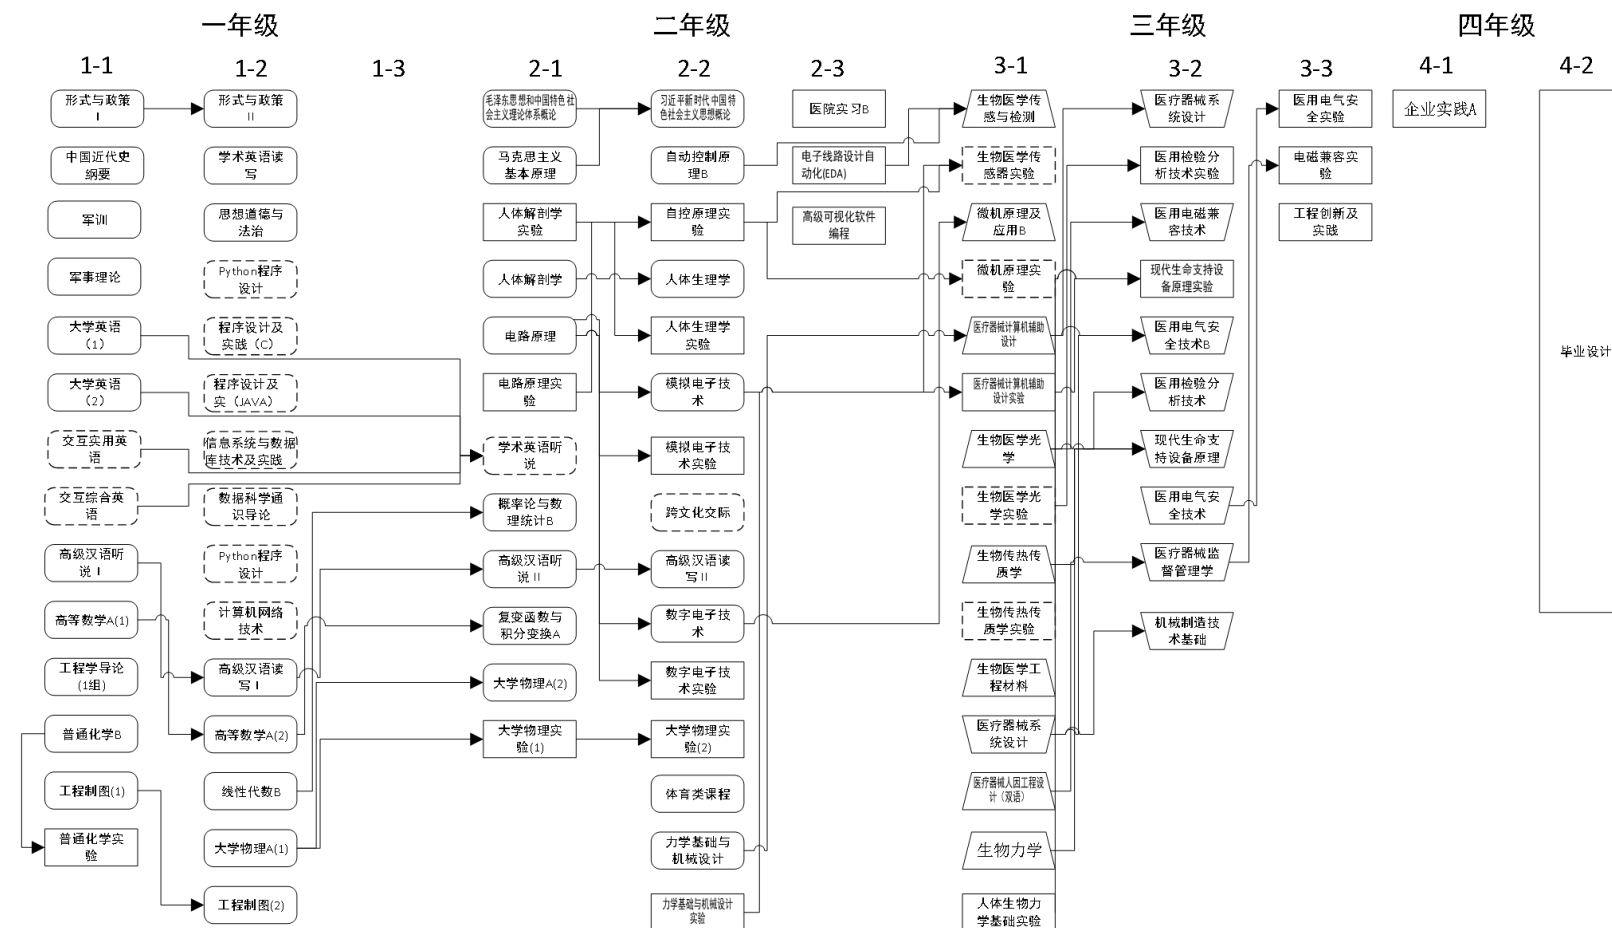 一年级
二年级
三年级
四年级
1-1
1-2
1-3
2-1
2-2
2-3
3-1
3-2
3-3
4-1
4-2
形式与政策
I
中国近代史
纲要
军训
军事理论
大学英语
（1）
大学英语
（2）
交互实用英
语
交互综合英
语
高级汉语听
说 I
高等数学A(1)
工程学导论
(1组)
普通化学B
工程制图(1)
普通化学实
验
形式与政策
II
学术英语读
写
思想道德与
法治
Python程序
设计
程序设计及
实践（C）
程序设计及
实（JAVA）
信息系统与数据
库技术及实践
数据科学通
识导论
Python程序
设计
计算机网络
技术
高级汉语读
写 I
高等数学A(2)
线性代数B
大学物理A(1)
工程制图(2)
毛泽东思想和中国特色社
会主义理论体系概论
马克思主义
基本原理
人体解剖学
实验
人体解剖学
电路原理
电路原理实
验
学术英语听
说
概率论与数
理统计B
高级汉语听
说 II
复变函数与
积分变换A
大学物理A(2)
大学物理实
验(1)
习近平新时代中国特
色社会主义思想概论
自动控制原
理B
自控原理实
验
人体生理学
人体生理学
实验
模拟电子技
术
模拟电子技
术实验
跨文化交际
高级汉语读
写 II
数字电子技
术
数字电子技
术实验
大学物理实
验(2)
体育类课程
力学基础与
机械设计
力学基础与机械设计
实验
医院实习B
电子线路设计自
动化(EDA)
高级可视化软件
编程
生物医学传
感与检测
生物医学传
感器实验
微机原理及
应用B
微机原理实
验
医疗器械计算机辅助
设计
医疗器械计算机辅助
设计实验
生物医学光
学
生物医学光
学实验
生物传热传
质学
生物传热传
质学实验
生物医学工
程材料
医疗器械系
统设计
医疗器械人因工程设
计（双语）
生物力学
人体生物力
学基础实验
医疗器械系
统设计
医用检验分
析技术实验
医用电磁兼
容技术
现代生命支持设
备原理实验
医用电气安
全技术B
医用检验分
析技术
现代生命支
持设备原理
医用电气安
全技术
医疗器械监
督管理学
机械制造技
术基础
医用电气安
全实验
电磁兼容实
验
工程创新及
实践
企业实践A
毕业设计